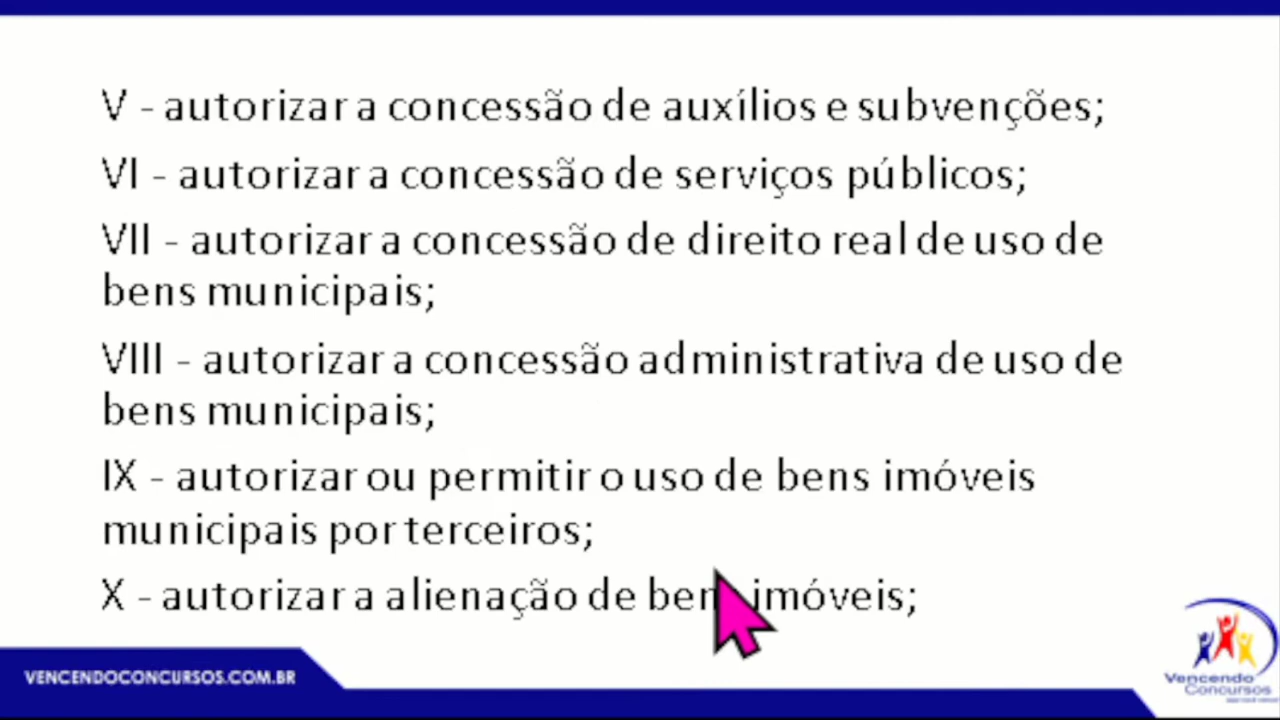 V - autorizar a concessão de auxílios e subvenções;
VI - autorizar a concessão de serviços públicos;
VII - autorizar a concessão de direito real de uso de
bens municipais;
VIII - autorizar a concessão administrativa de uso de
bens municipais;
IX - autorizar ou permitir o uso de bens imóveis
municipais por terceiros;
X - autorizar a alienação de bens imóveis;
VENCENDOCONCURSOS.COM.BR
Vencendo
Concursos